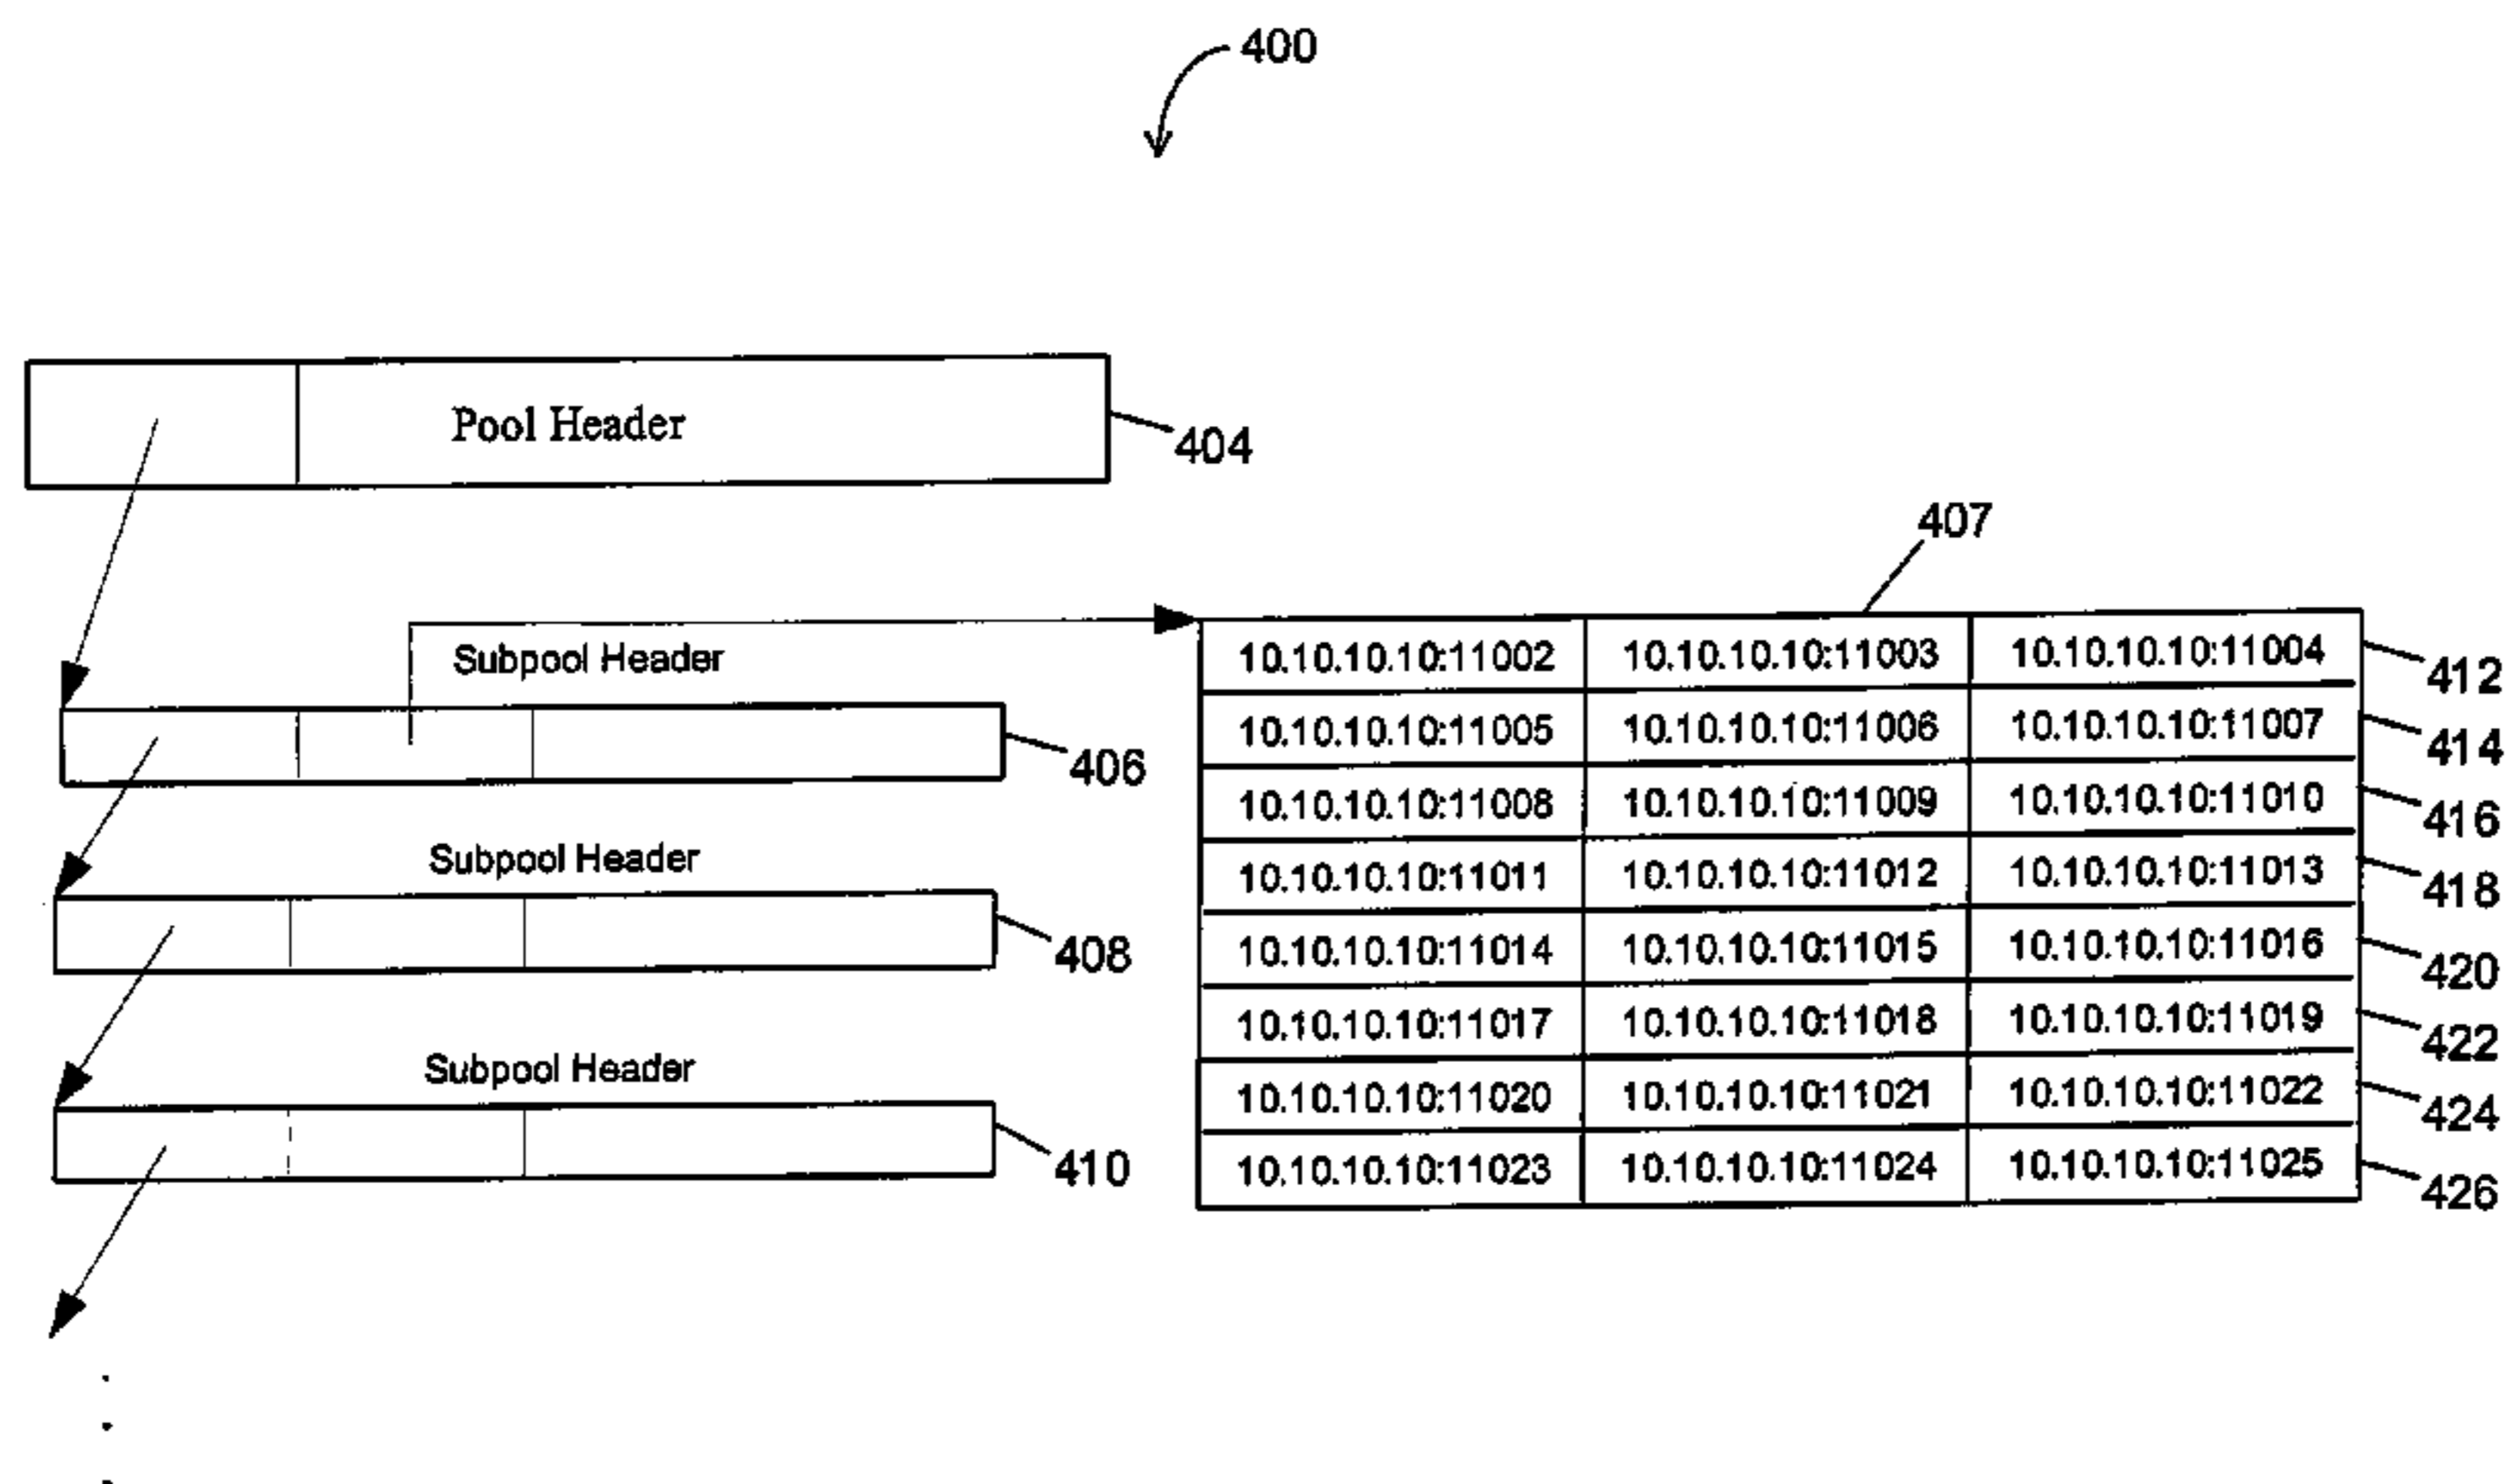 400
Pool Header
404
407
Subpool Header
406
Subpool Header
408
Subpool Header
410
10.10.10.10:11002 10.10.10.10:11003 10.10.10.10:11004 412
10.10.10.10:11005 10.10.10.10:11006 10.10.10.10:11007 414
10.10.10.10:11008 10.10.10.10:11009 10.10.10.10:11010 416
10.10.10.10:11011 10.10.10.10:11012 10.10.10.10:11013 418
10.10.10.10:11014 10.10.10.10:11015 10.10.10.10:11016 420
10.10.10.10:11017 10.10.10.10:11018 10.10.10.10:11019 422
10.10.10.10:11020 10.10.10.10:11021 10.10.10.10:11022 424
10.10.10.10:11023 10.10.10.10:11024 10.10.10.10:11025 426